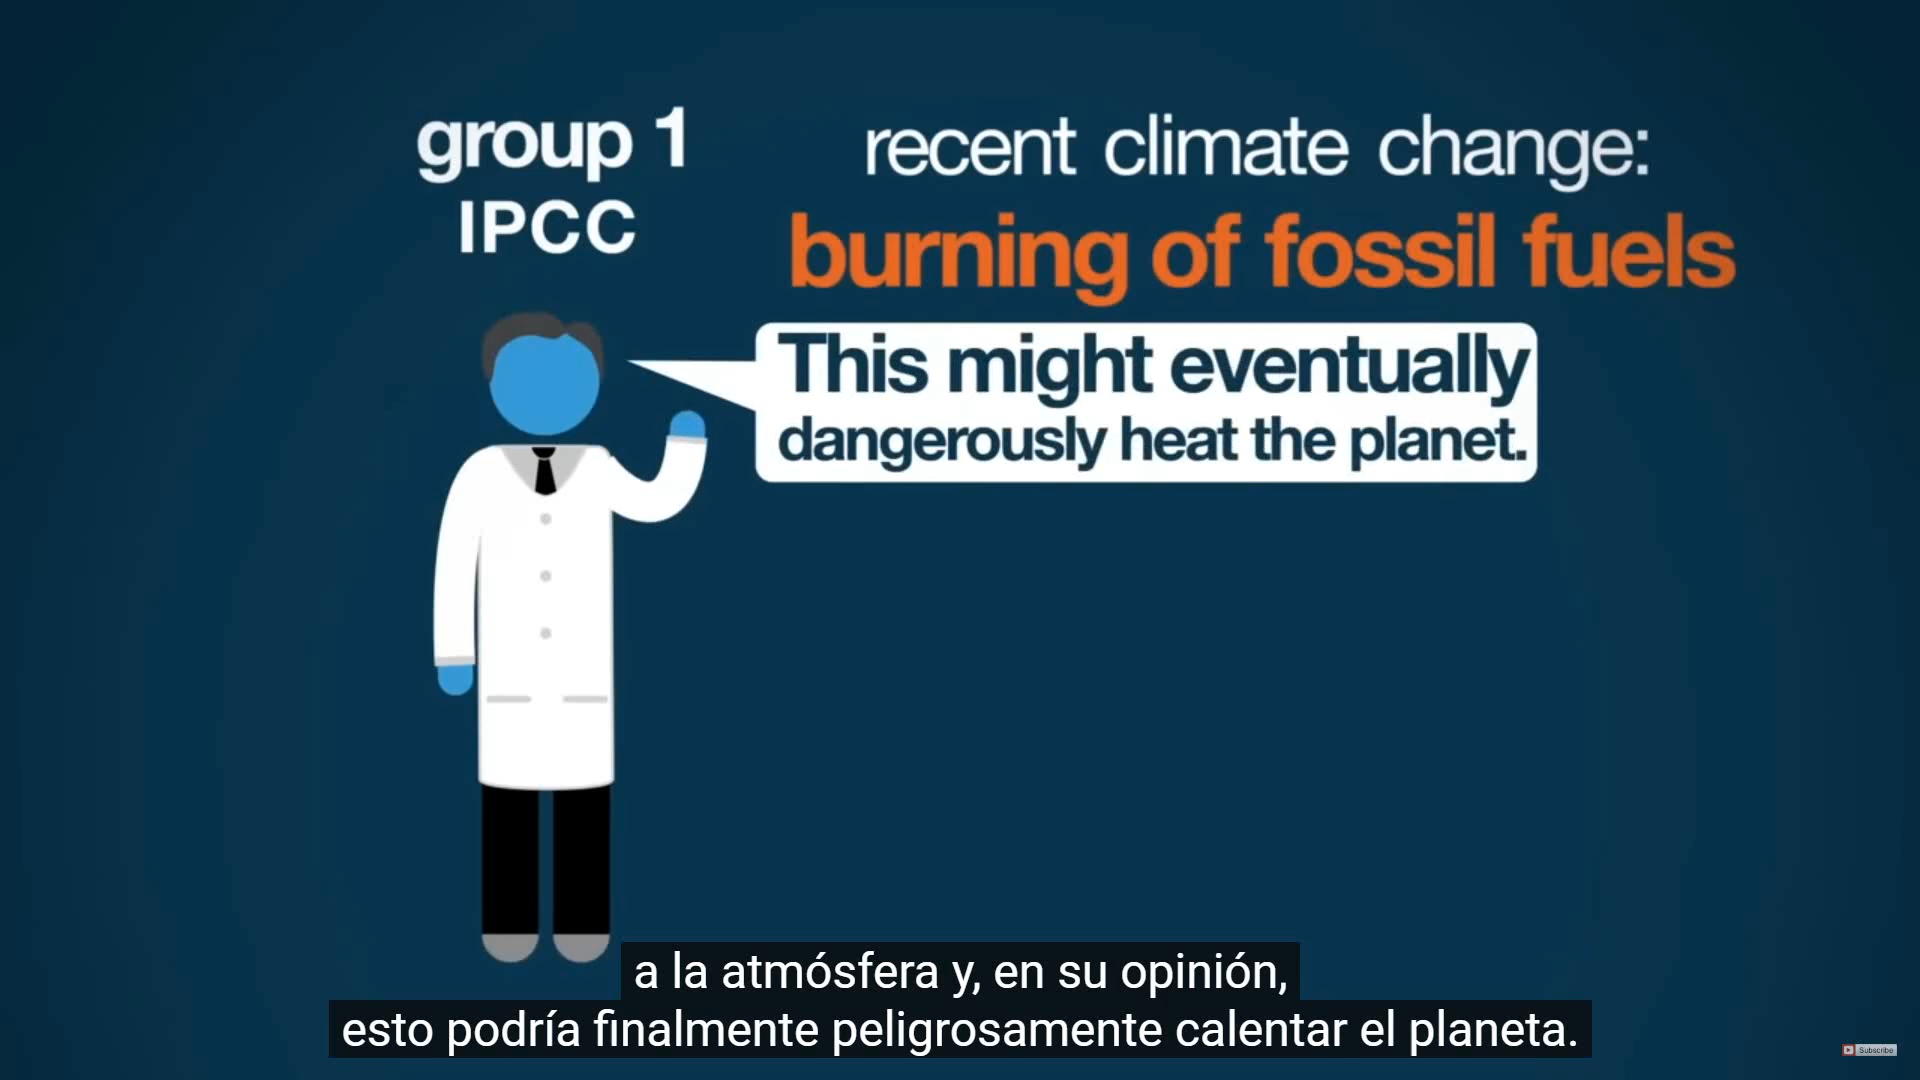 group 1
IPCC
recent climate change:
burning of fossil fuels
This might eventually
dangerously heat the planet.
a la atmósfera y, en su opinión,
esto podría finalmente peligrosamente calentar el planeta.
Subscribe